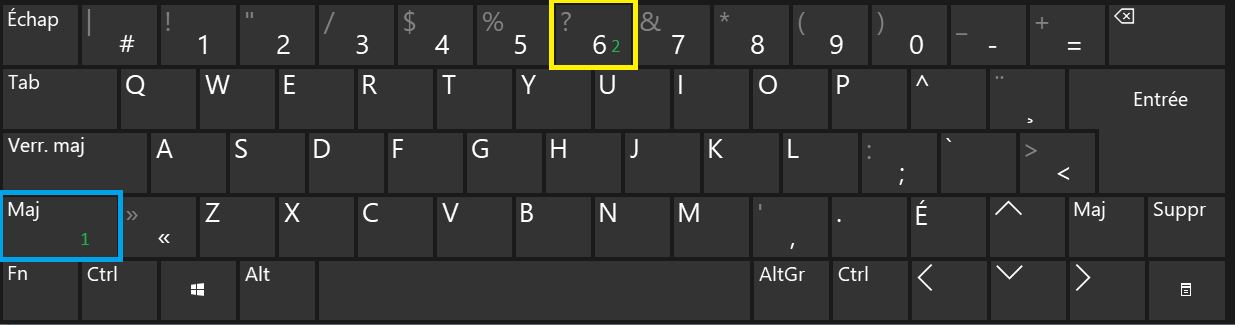 Échap | # ! 1 " 2 / 3 $ 4 % 5 ? 6 2 & 7 * 8 ( 9 ) 0 _ - + =
Tab Q W E R T Y U I O P ^ ¨ ¸ Entrée
Verr. maj A S D F G H J K L : ; ` > <
Maj 1 » « Z X C V B N M ' , . É Maj Suppr
Fn Ctrl Alt AltGr Ctrl